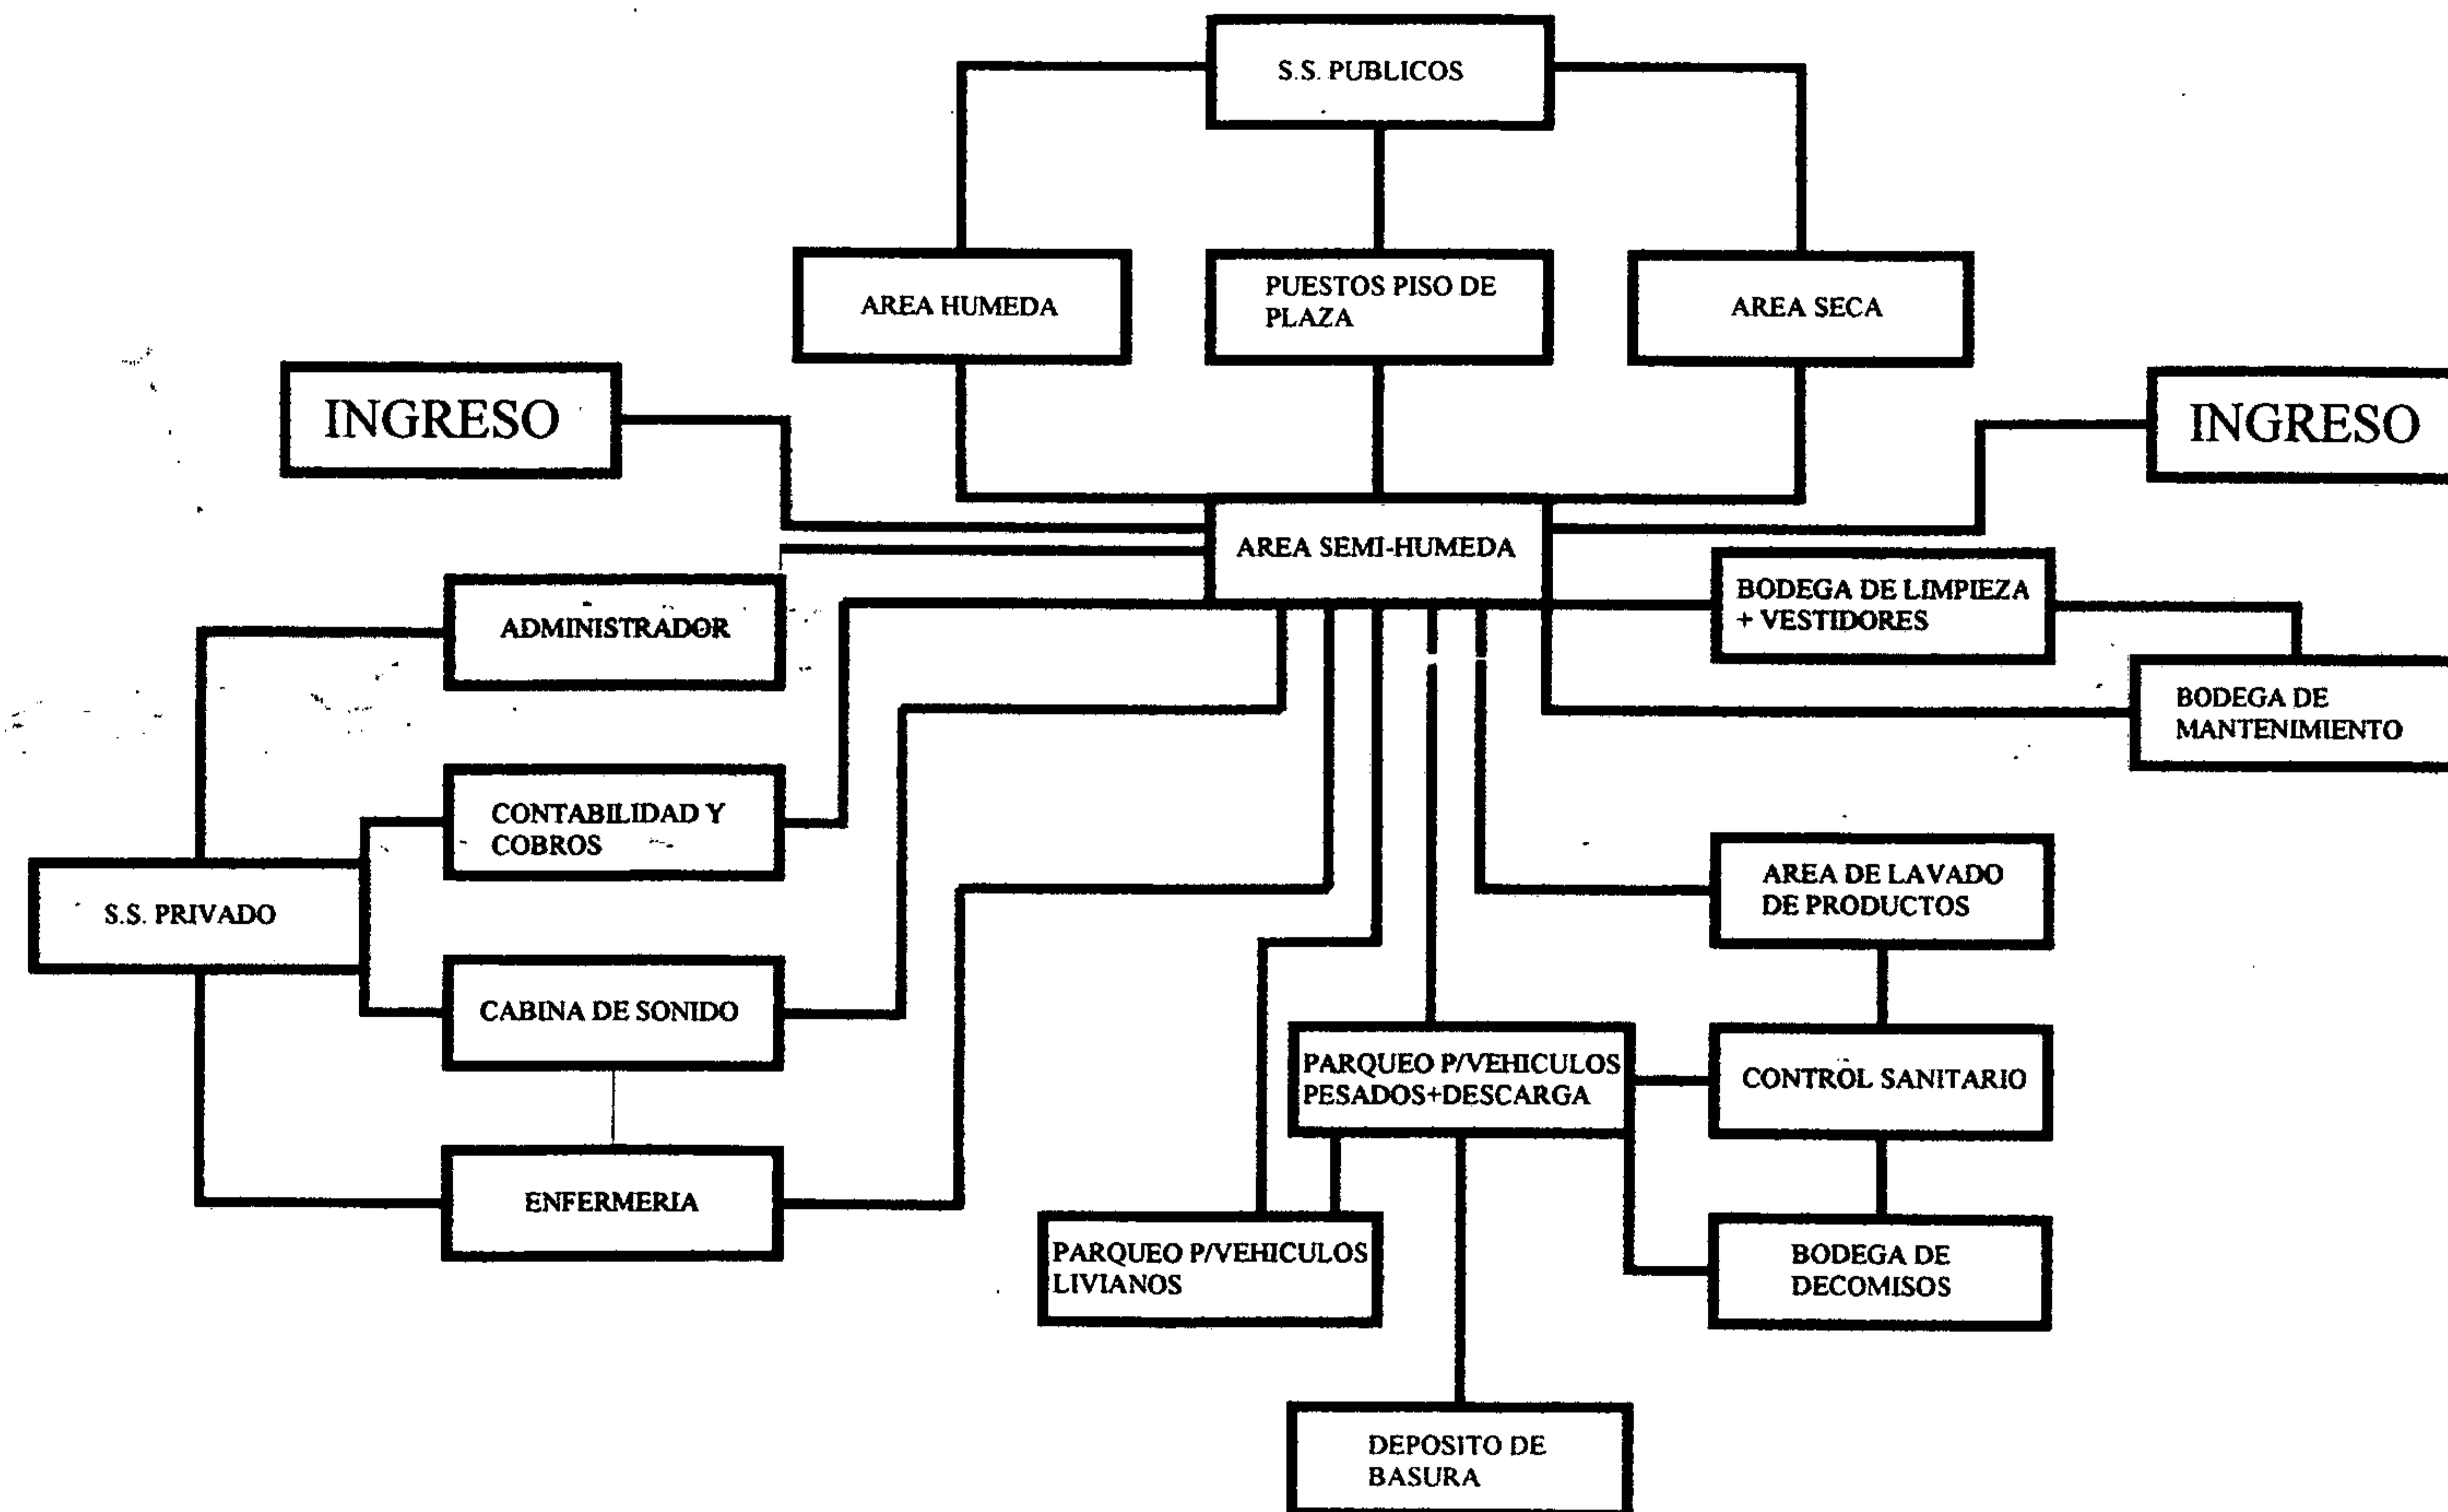 S.S. PUBLICOS
AREA HUMEDA
PUESTOS PISO DE
PLAZA
AREA SECA
INGRESO
INGRESO
AREA SEMI-HUMEDA
BODEGA DE LIMPIEZA
+ VESTIDORES
ADMINISTRADOR
BODEGA DE
MANTENIMIENTO
CONTABILIDAD Y
COBROS
AREA DE LAVADO
DE PRODUCTOS
S.S. PRIVADO
CABINA DE SONIDO
PARQUEO P/VEHICULOS
PESADOS+DESCARGA
CONTROL SANITARIO
ENFERMERIA
PARQUEO P/VEHICULOS
LIVIANOS
BODEGA DE
DECOMISOS
DEPOSITO DE
BASURA